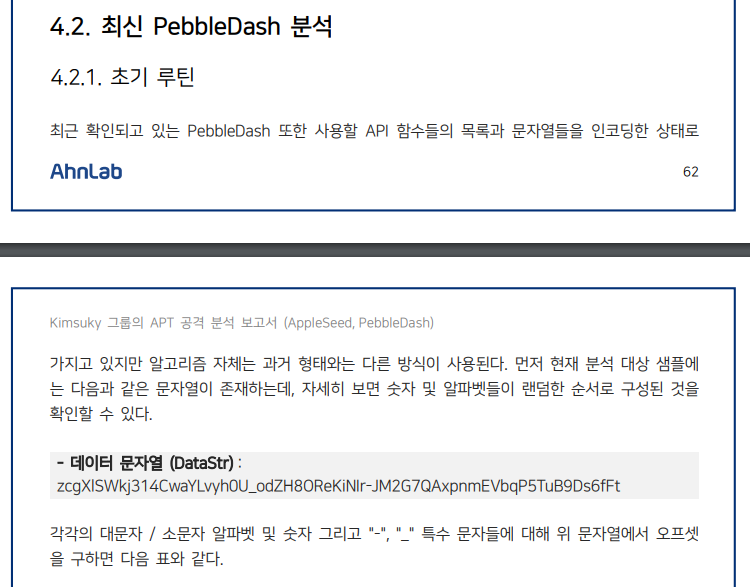 4.2. 최신 PebbleDash 분석
4.2.1. 초기 루틴
최근 확인되고 있는 PebbleDash 또한 사용할 API 함수들의 목록과 문자열들을 인코딩한 상태로
AhnLab
62
Kimsuky 그룹의 APT 공격 분석 보고서 (AppleSeed, PebbleDash)
가지고 있지만 알고리즘 자체는 과거 형태와는 다른 방식이 사용된다. 먼저 현재 분석 대상 샘플에
는 다음과 같은 문자열이 존재하는데, 자세히 보면 숫자 및 알파벳들이 랜덤한 순서로 구성된 것을
확인할 수 있다.
- 데이터 문자열 (DataStr) :
zcgXlSWkj314CwaYLvyh0U_odZH8OReKiNIr-JM2G7QAxpnmEVbqP5TuB9Ds6fFt
각각의 대문자 / 소문자 알파벳 및 숫자 그리고 "-", "_" 특수 문자들에 대해 위 문자열에서 오프셋
을 구하면 다음 표와 같다.